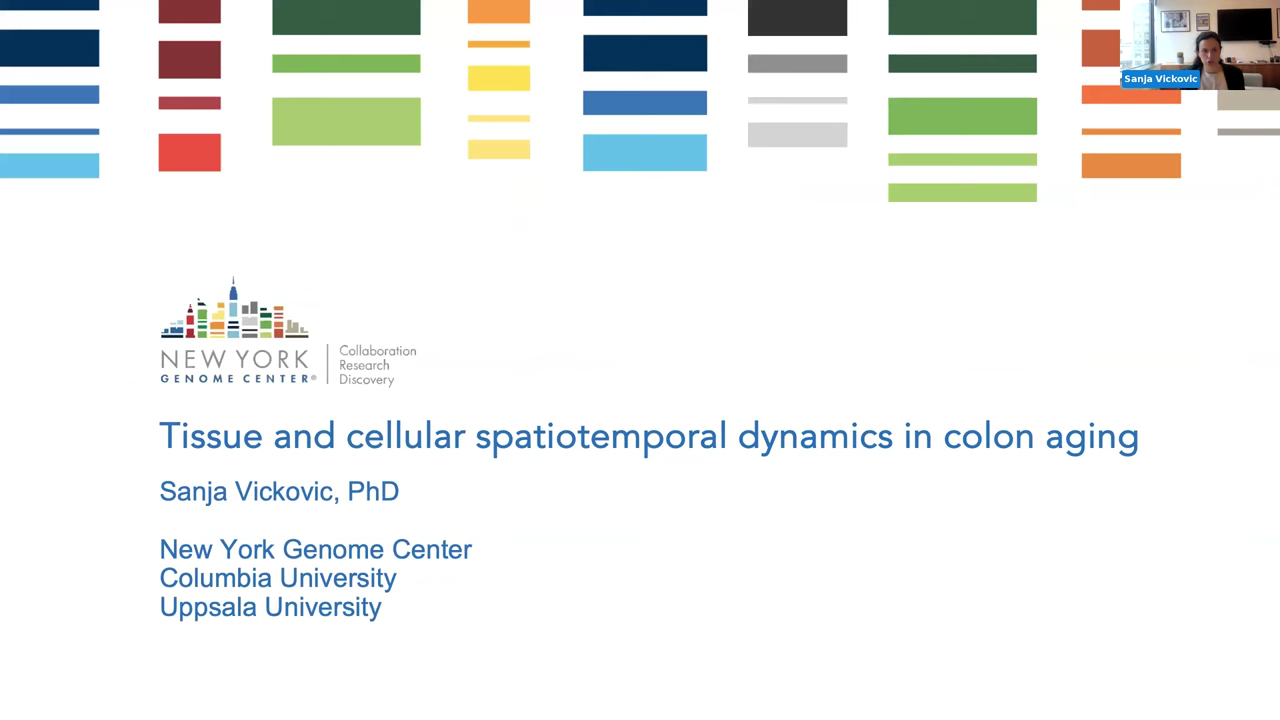 Sanja Vickovic
NEW YORK
GENOME CENTER®
Collaboration
Research
Discovery
Tissue and cellular spatiotemporal dynamics in colon aging
Sanja Vickovic, PhD
New York Genome Center
Columbia University
Uppsala University